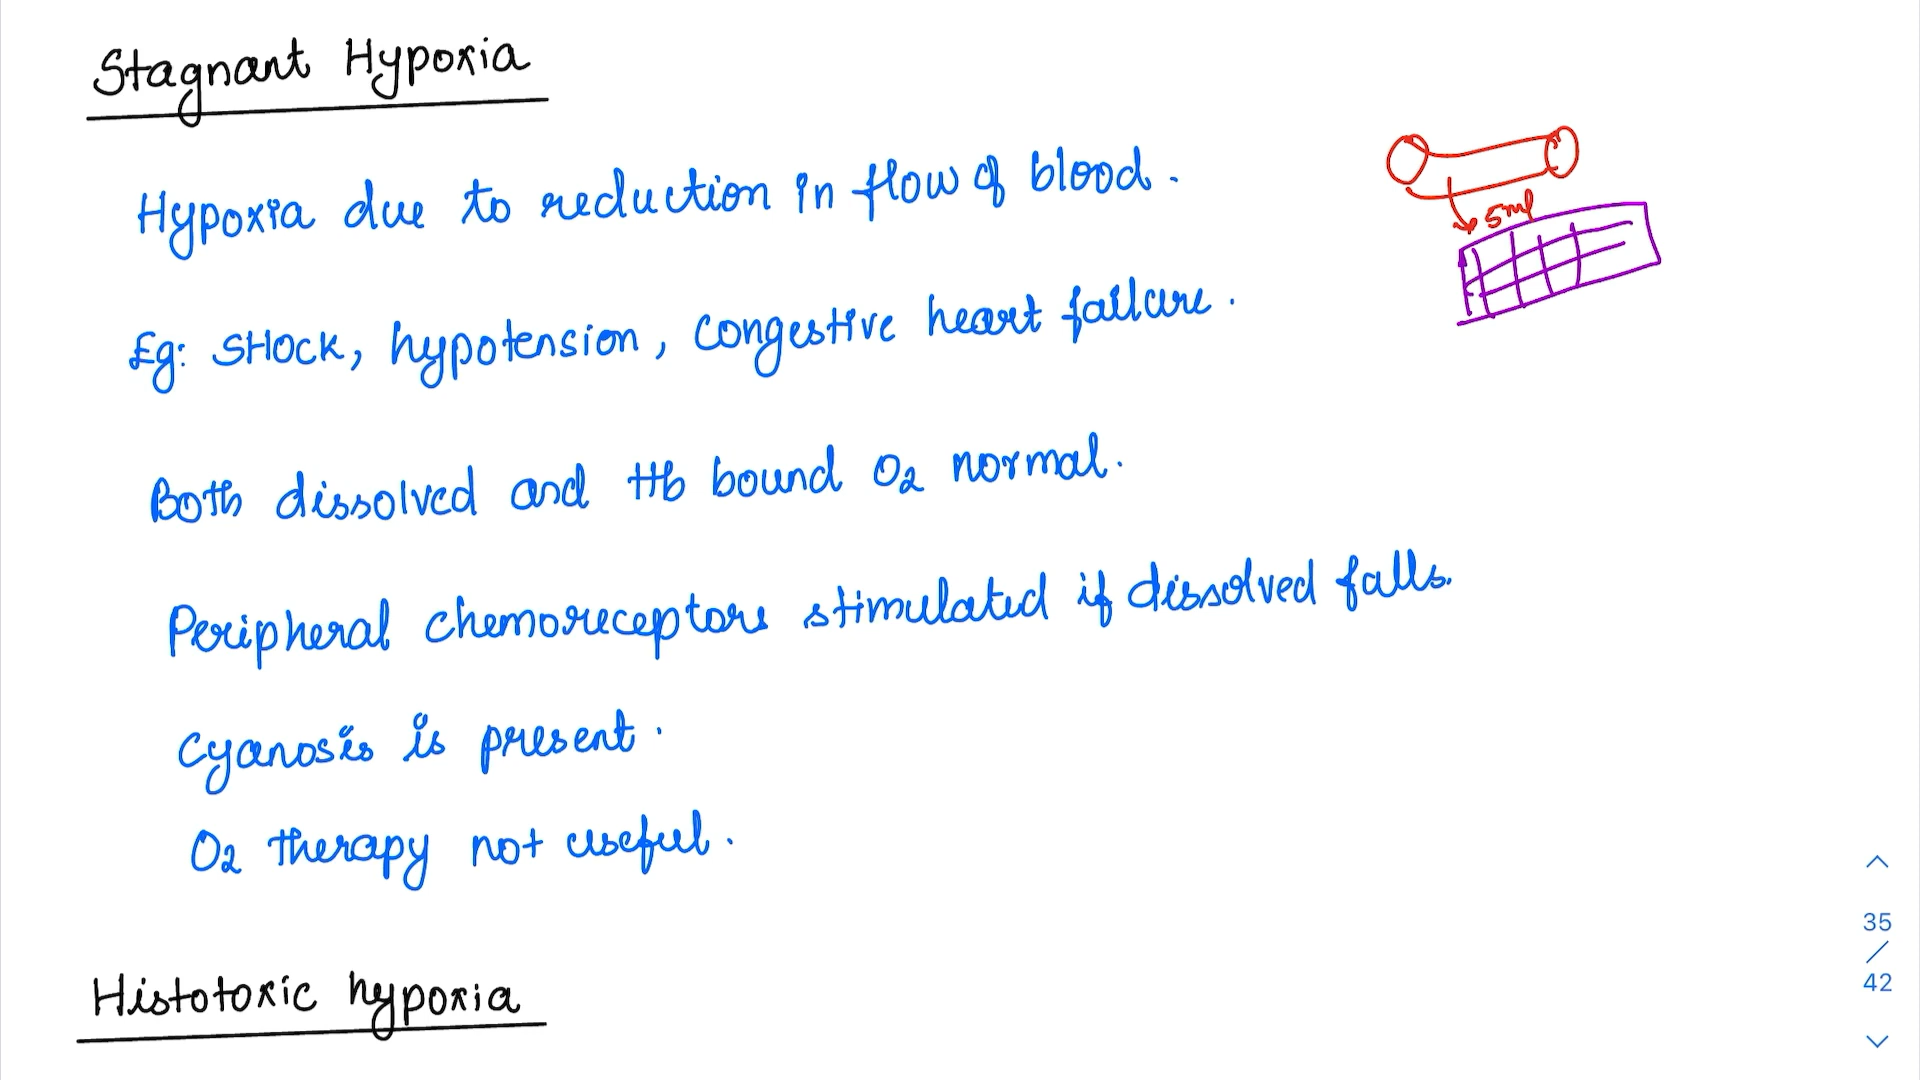 Stagnant Hypoxia
Hypoxia due to reduction in flow of blood.
5ml
Eg: SHOCK, hypotension, congestive heart failure.
Both dissolved and Hb bound O2 normal.
Peripheral chemoreceptors stimulated if dissolved falls.
Cyanosis is present.
O2 therapy not useful.
35
/
42
Histotoxic hypoxia